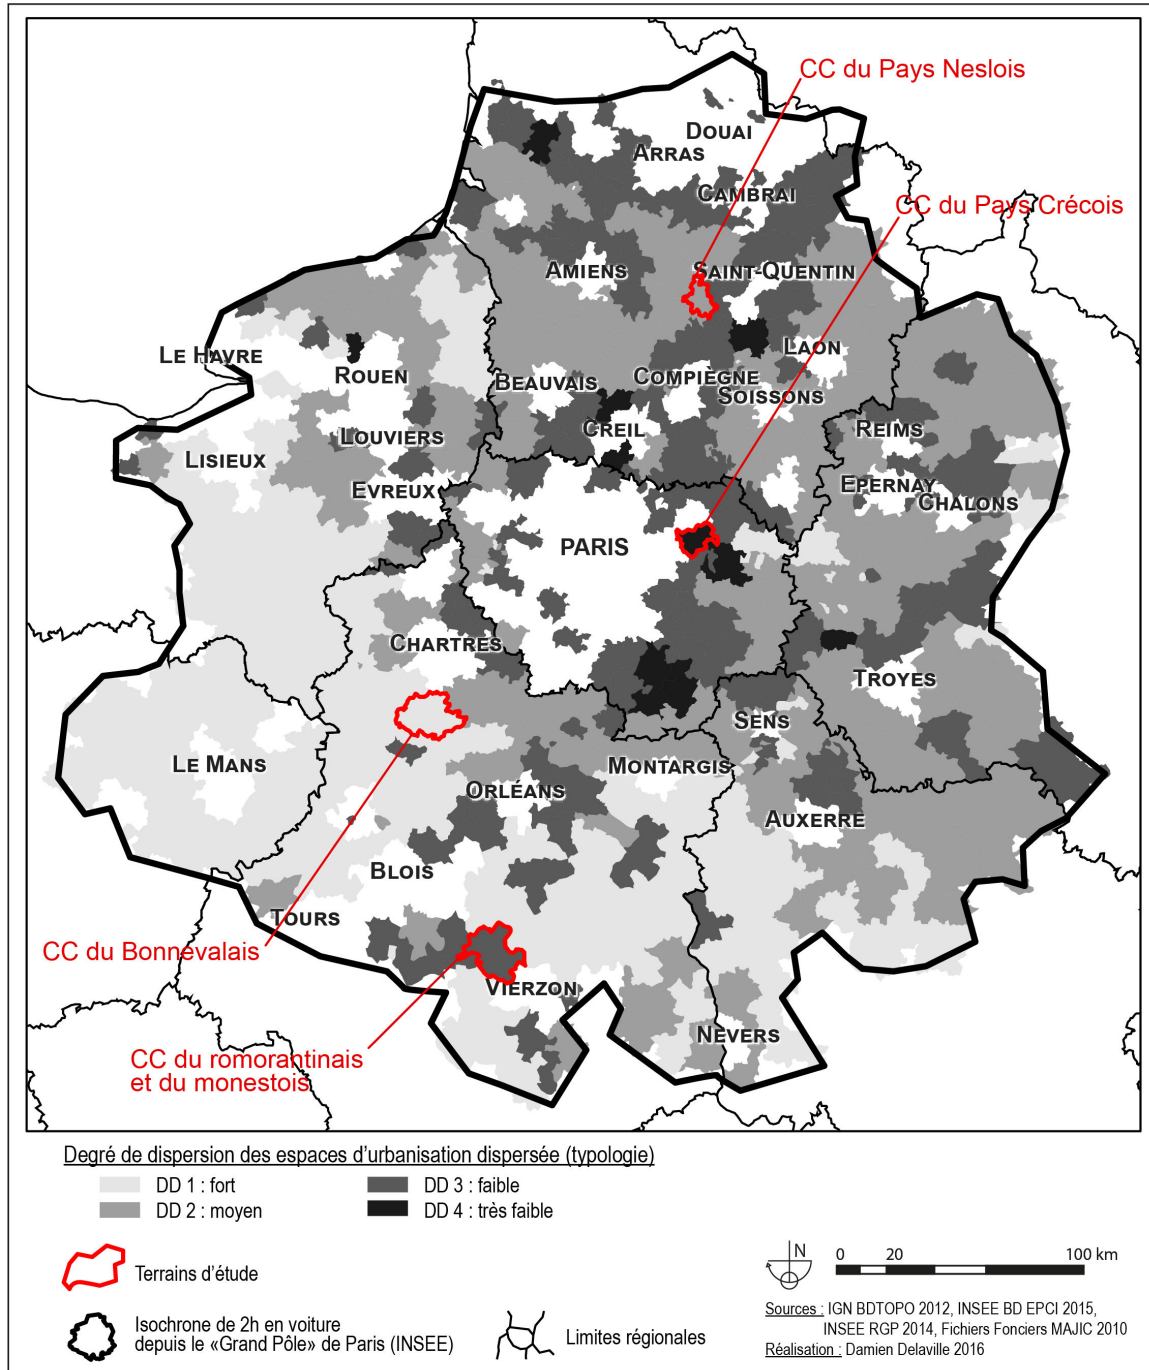 CC du Pays Neslois
DOUAI
ARRAS
CAMBRAI
CC du Pays Crécois
AMIENS
SAINT-QUENTIN
LAON
LE HAVRE
ROUEN
BEAUVAIS
COMPIÈGNE
SOISSONS
CREIL
REIMS
LOUVIERS
LISIEUX
EVREUX
EPERNAY
CHALONS
PARIS
CHARTRES
TROYES
SENS
LE MANS
MONTARGIS
ORLÉANS
AUXERRE
BLOIS
TOURS
CC du Bonnevalais
VIERZON
NEVERS
CC du romorantinais
et du monestois
Degré de dispersion des espaces d'urbanisation dispersée (typologie)
DD 1 : fort
DD 2 : moyen
DD 3 : faible
DD 4 : très faible
Terrains d'étude
Isochrone de 2h en voiture
depuis le «Grand Pôle» de Paris (INSEE)
Limites régionales
N
0 20 100 km
Sources : IGN BDTOPO 2012, INSEE BD EPCI 2015,
INSEE RGP 2014, Fichiers Fonciers MAJIC 2010
Réalisation : Damien Delaville 2016